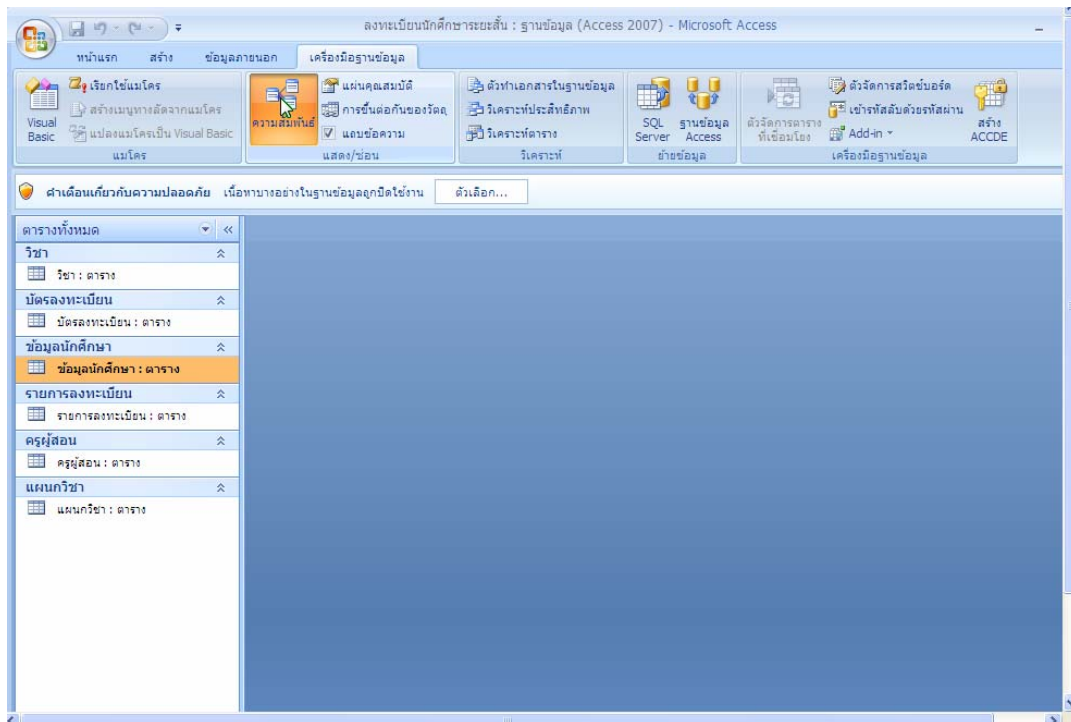 ลงทะเบียนนักศึกษาระยะสั้น : ฐานข้อมูล (Access 2007) - Microsoft Access
หน้าแรก สร้าง ข้อมูลภายนอก เครื่องมือฐานข้อมูล
Visual Basic
เรียกใช้แมโคร
สร้างเมนูทางลัดจากแมโคร
แปลงแมโครเป็น Visual Basic
แมโคร
ความสัมพันธ์
แผ่นคุณสมบัติ
การขึ้นต่อกันของวัตถุ
แถบข้อความ
แสดง/ซ่อน
ตัวทำเอกสารในฐานข้อมูล
วิเคราะห์ประสิทธิภาพ
วิเคราะห์ตาราง
วิเคราะห์
SQL Server
ฐานข้อมูล Access
ย้ายข้อมูล
ตัวจัดการตารางที่เชื่อมโยง
ตัวจัดการสวิตช์บอร์ด
เข้ารหัสลับด้วยรหัสผ่าน
Add-in
สร้าง ACCDE
เครื่องมือฐานข้อมูล
คำเตือนเกี่ยวกับความปลอดภัย เนื้อหาบางอย่างในฐานข้อมูลถูกปิดใช้งาน ตัวเลือก...
ตารางทั้งหมด
วิชา
วิชา : ตาราง
บัตรลงทะเบียน
บัตรลงทะเบียน : ตาราง
ข้อมูลนักศึกษา
ข้อมูลนักศึกษา : ตาราง
รายการลงทะเบียน
รายการลงทะเบียน : ตาราง
ครูผู้สอน
ครูผู้สอน : ตาราง
แผนกวิชา
แผนกวิชา : ตาราง